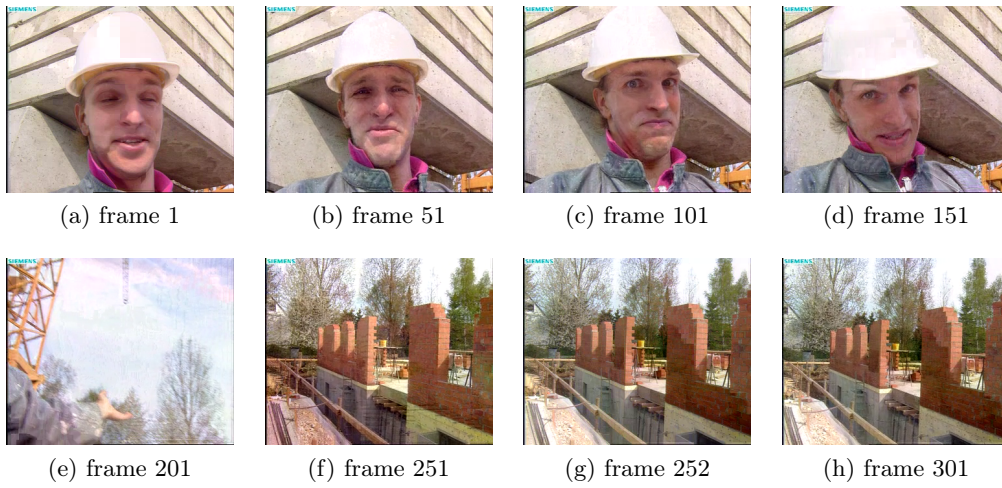 SIEMENS SIEMENS SIEMENS SIEMENS
(a) frame 1 (b) frame 51 (c) frame 101 (d) frame 151
SIEMENS SIEMENS SIEMENS SIEMENS
(e) frame 201 (f) frame 251 (g) frame 252 (h) frame 301